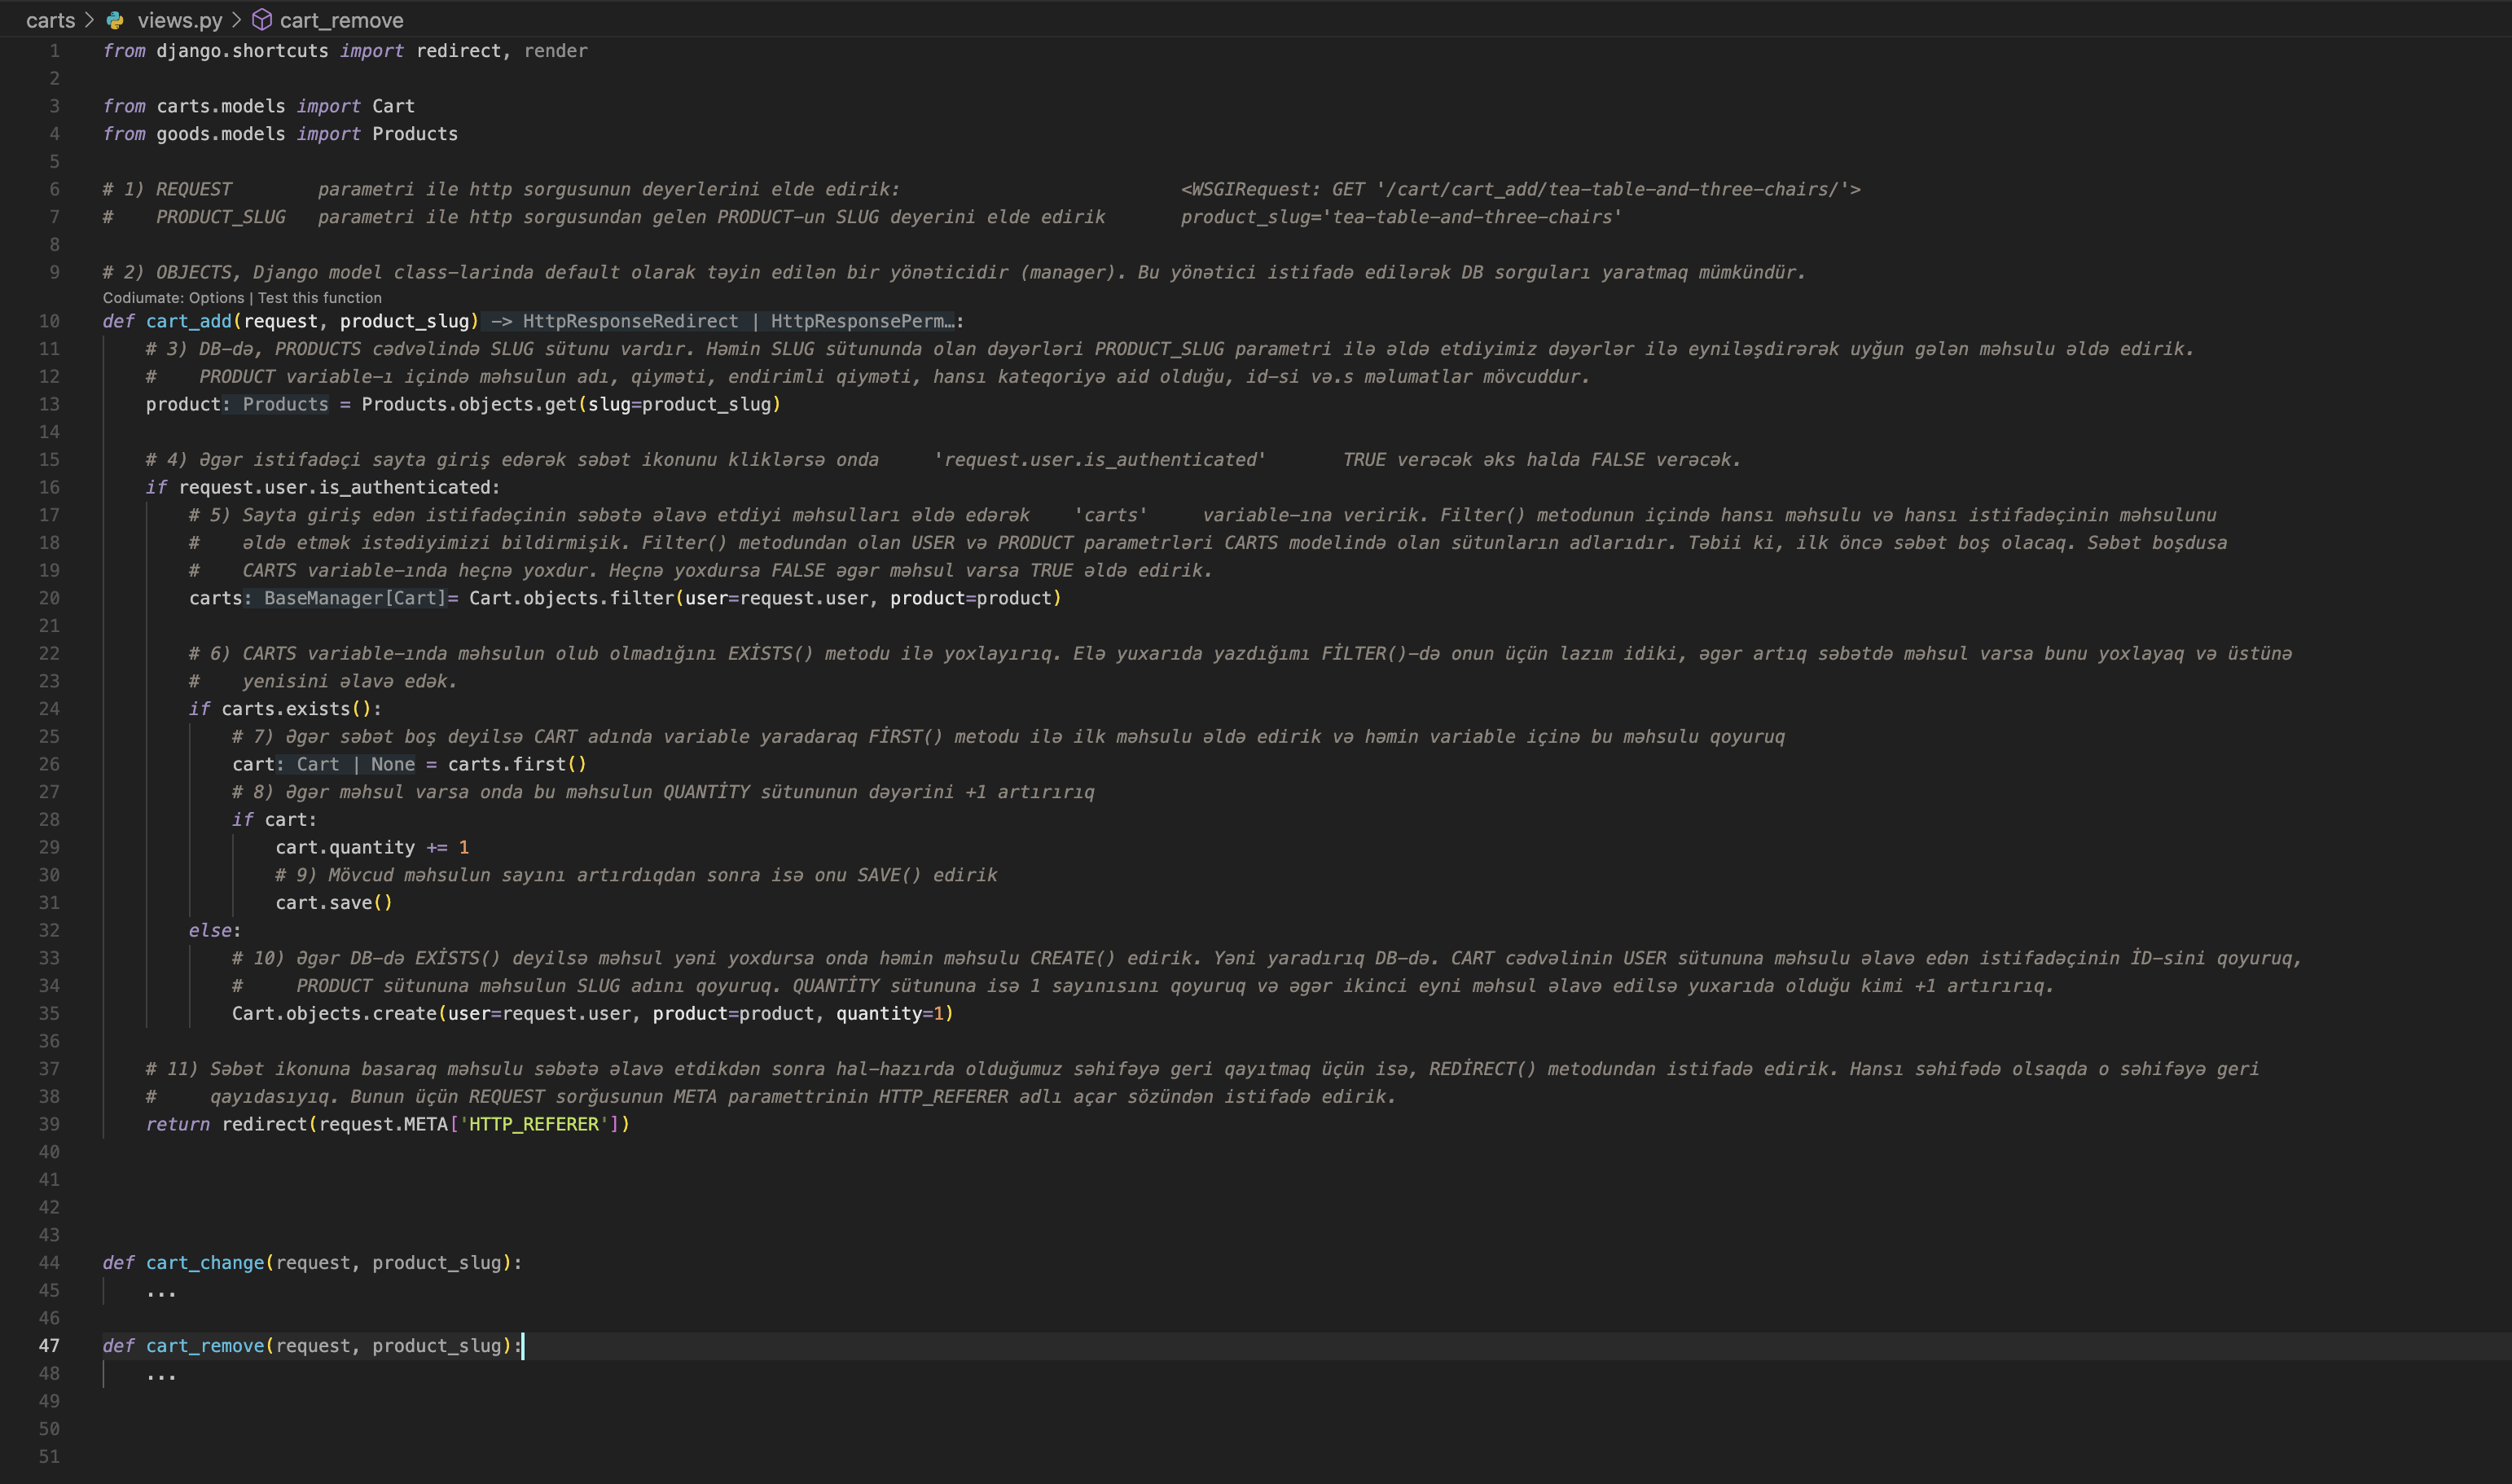 carts > views.py > cart_remove
1 from django.shortcuts import redirect, render
2
3 from carts.models import Cart
4 from goods.models import Products
5
6 # 1) REQUEST        parametri ile http sorgusunun deyerlerini elde edirik:                          <WSGIRequest: GET '/cart/cart_add/tea-table-and-three-chairs/'>
7 #    PRODUCT_SLUG   parametri ile http sorgusundan gelen PRODUCT-un SLUG deyerini elde edirik       product_slug='tea-table-and-three-chairs'
8
9 # 2) OBJECTS, Django model class-larinda default olarak təyin edilən bir yönəticidir (manager). Bu yönətici istifadə edilərək DB sorguları yaratmaq mümkündür.
Codiumate: Options | Test this function
10 def cart_add(request, product_slug) -> HttpResponseRedirect | HttpResponsePerm…:
11     # 3) DB-də, PRODUCTS cədvəlində SLUG sütunu vardır. Həmin SLUG sütununda olan dəyərləri PRODUCT_SLUG parametri ilə əldə etdiyimiz dəyərlər ilə eyniləşdirərək uyğun gələn məhsulu əldə edirik.
12     #    PRODUCT variable-ı içində məhsulun adı, qiyməti, endirimli qiyməti, hansı kateqoriyə aid olduğu, id-si və.s məlumatlar mövcuddur.
13     product: Products = Products.objects.get(slug=product_slug)
14
15     # 4) Əgər istifadəçi sayta giriş edərək səbət ikonunu kliklərsə onda     'request.user.is_authenticated'       TRUE verəcək əks halda FALSE verəcək.
16     if request.user.is_authenticated:
17         # 5) Sayta giriş edən istifadəçinin səbətə əlavə etdiyi məhsulları əldə edərək    'carts'     variable-ına veririk. Filter() metodunun içində hansı məhsulu və hansı istifadəçinin məhsulunu
18         #    əldə etmək istədiyimizi bildirmişik. Filter() metodundan olan USER və PRODUCT parametrləri CARTS modelində olan sütunların adlarıdır. Təbii ki, ilk öncə səbət boş olacaq. Səbət boşdusa
19         #    CARTS variable-ında heçnə yoxdur. Heçnə yoxdursa FALSE əgər məhsul varsa TRUE əldə edirik.
20         carts: BaseManager[Cart]= Cart.objects.filter(user=request.user, product=product)
21
22         # 6) CARTS variable-ında məhsulun olub olmadığını EXİSTS() metodu ilə yoxlayırıq. Elə yuxarıda yazdığımı FİLTER()-də onun üçün lazım idiki, əgər artıq səbətdə məhsul varsa bunu yoxlayaq və üstünə
23         #    yenisini əlavə edək.
24         if carts.exists():
25             # 7) Əgər səbət boş deyilsə CART adında variable yaradaraq FİRST() metodu ilə ilk məhsulu əldə edirik və həmin variable içinə bu məhsulu qoyuruq
26             cart: Cart | None = carts.first()
27             # 8) Əgər məhsul varsa onda bu məhsulun QUANTİTY sütununun dəyərini +1 artırırıq
28             if cart:
29                 cart.quantity += 1
30                 # 9) Mövcud məhsulun sayını artırdıqdan sonra isə onu SAVE() edirik
31                 cart.save()
32         else:
33             # 10) Əgər DB-də EXİSTS() deyilsə məhsul yəni yoxdursa onda həmin məhsulu CREATE() edirik. Yəni yaradırıq DB-də. CART cədvəlinin USER sütununa məhsulu əlavə edən istifadəçinin İD-sini qoyuruq,
34             #     PRODUCT sütununa məhsulun SLUG adını qoyuruq. QUANTİTY sütununa isə 1 sayınısını qoyuruq və əgər ikinci eyni məhsul əlavə edilsə yuxarıda olduğu kimi +1 artırırıq.
35             Cart.objects.create(user=request.user, product=product, quantity=1)
36
37     # 11) Səbət ikonuna basaraq məhsulu səbətə əlavə etdikdən sonra hal-hazırda olduğumuz səhifəyə geri qayıtmaq üçün isə, REDİRECT() metodundan istifadə edirik. Hansı səhifədə olsaqda o səhifəyə geri
38     #     qayıdasıyıq. Bunun üçün REQUEST sorğusunun META paramettrinin HTTP_REFERER adlı açar sözündən istifadə edirik.
39     return redirect(request.META['HTTP_REFERER'])
40
41
42
43
44 def cart_change(request, product_slug):
45     ...
46
47 def cart_remove(request, product_slug):
48     ...
49
50
51